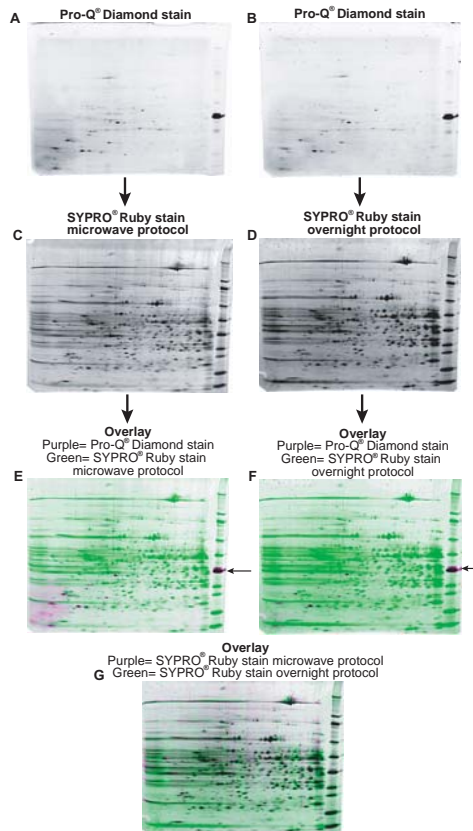 A
Pro-Q® Diamond stain
B
Pro-Q® Diamond stain
SYPRO® Ruby stain
microwave protocol
C
SYPRO® Ruby stain
overnight protocol
D
Overlay
Purple= Pro-Q® Diamond stain
Green= SYPRO® Ruby stain
microwave protocol
E
Overlay
Purple= Pro-Q® Diamond stain
Green= SYPRO® Ruby stain
overnight protocol
F
Overlay
Purple= SYPRO® Ruby stain microwave protocol
G Green= SYPRO® Ruby stain overnight protocol